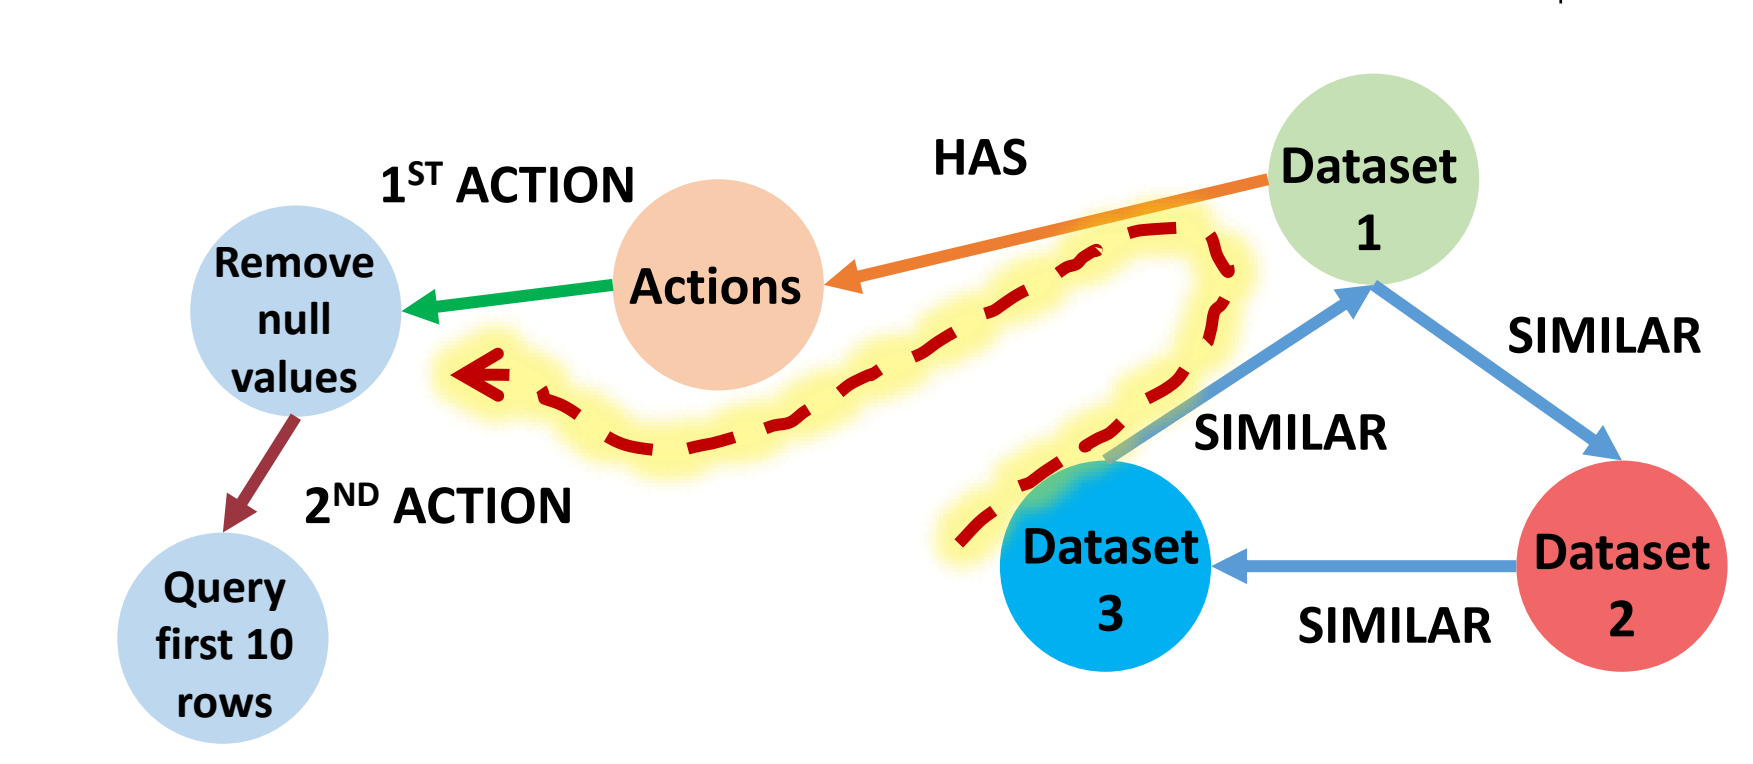 HAS
Dataset
1
1ST ACTION
Remove
null
values
Actions
SIMILAR
SIMILAR
2ND ACTION
Dataset
3
Dataset
2
SIMILAR
Query
first 10
rows